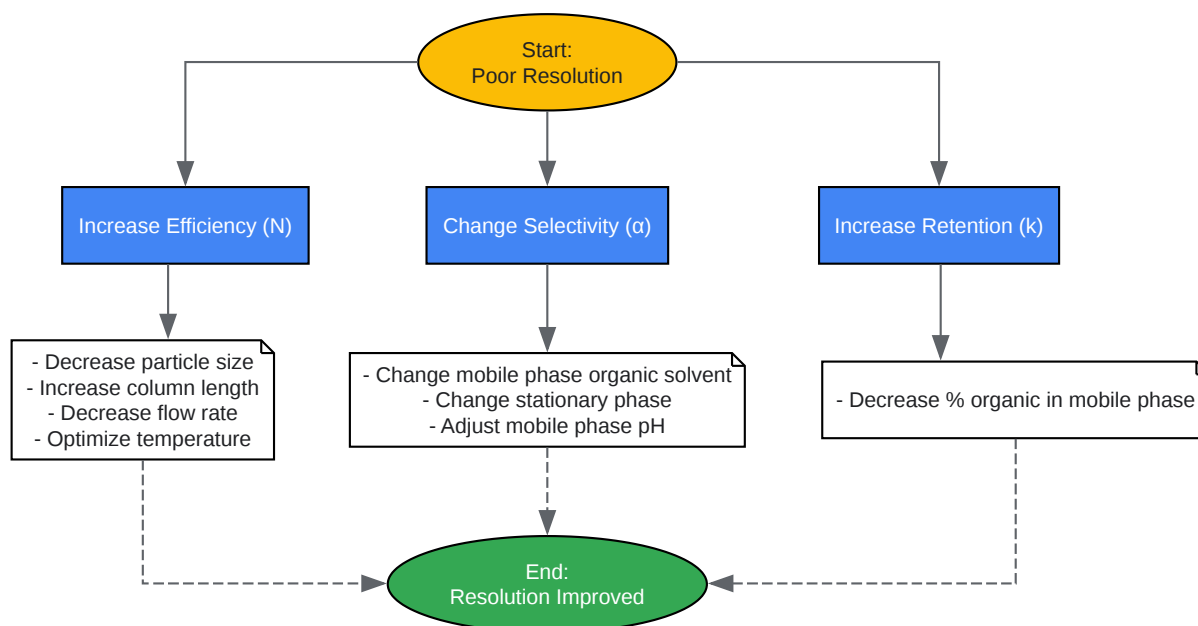 Start:
Poor Resolution
Increase Efficiency (N)
Change Selectivity (α)
Increase Retention (k)
- Decrease particle size
- Increase column length
- Decrease flow rate
- Optimize temperature
- Change mobile phase organic solvent
- Change stationary phase
- Adjust mobile phase pH
- Decrease % organic in mobile phase
End:
Resolution Improved